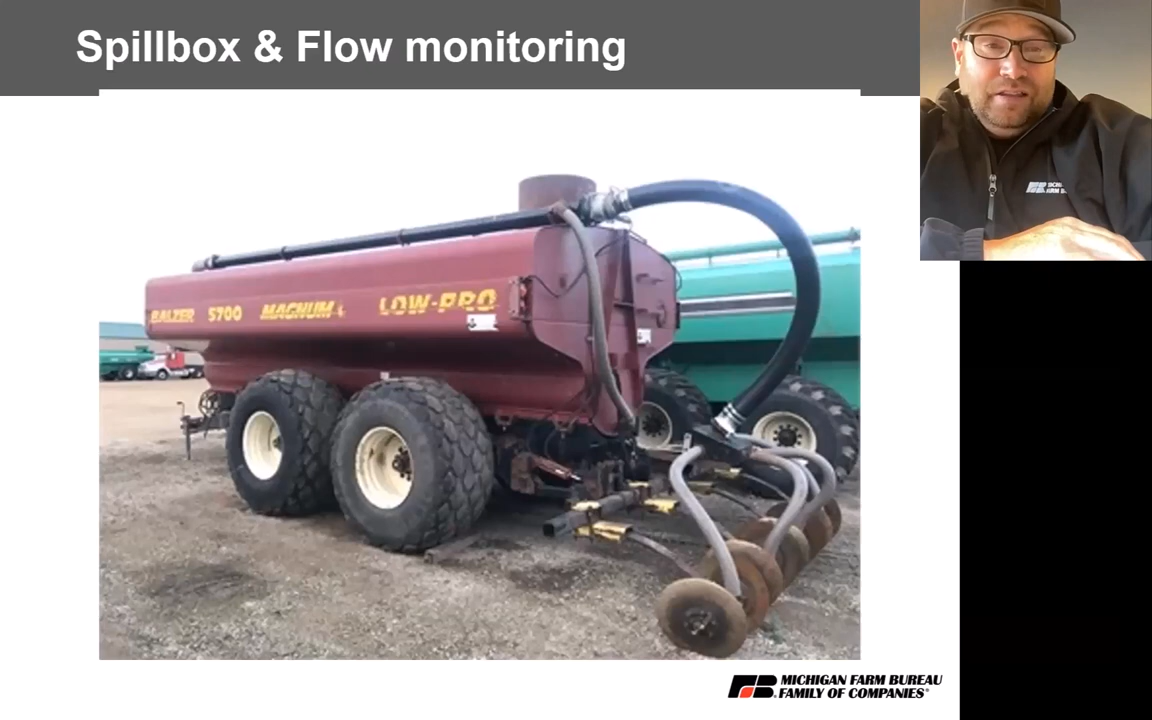 Spillbox & Flow monitoring
BALZER 5700 MAGNUM LOW-PRO
MICHIGAN FARM BUREAU
FAMILY OF COMPANIES®